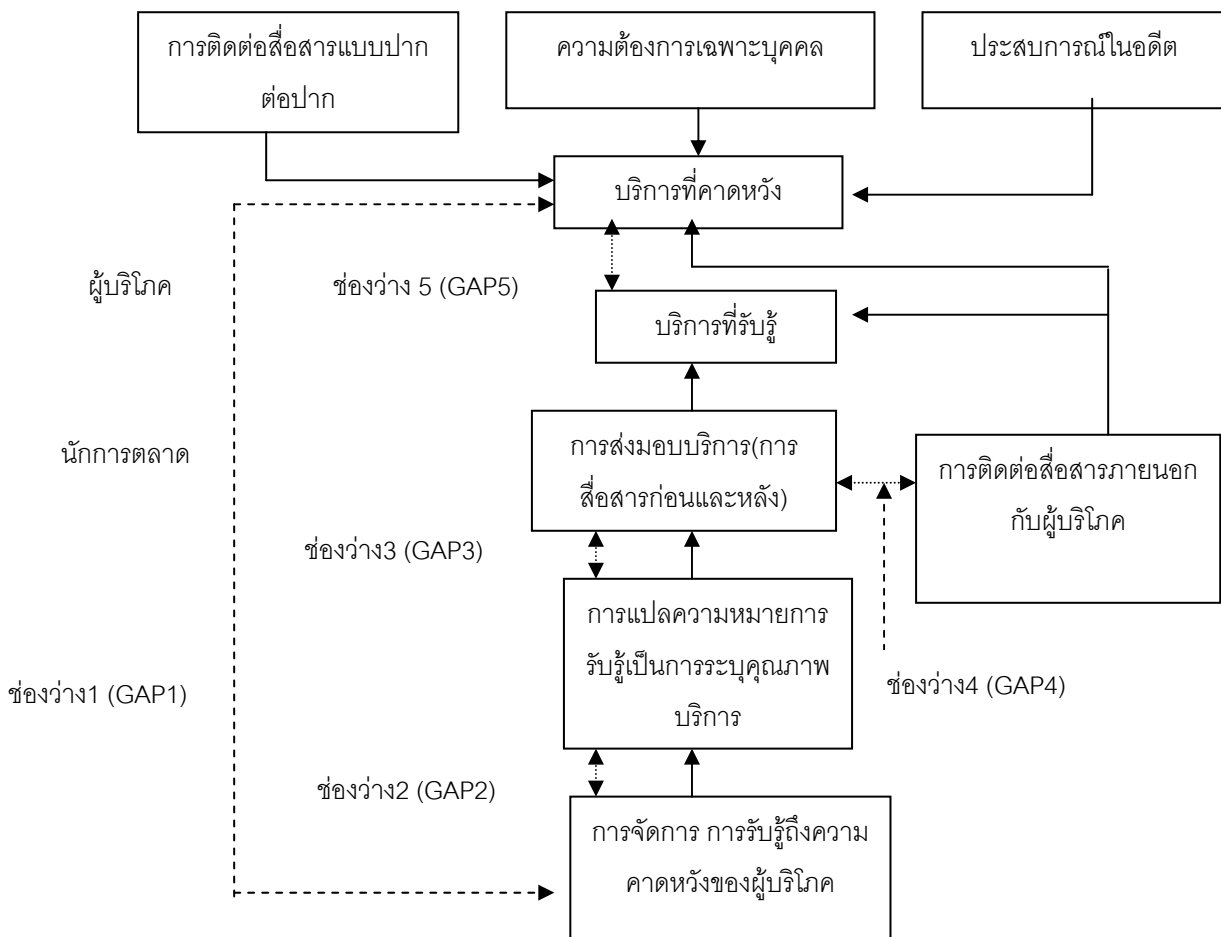 การติดต่อสื่อสารแบบปาก
ต่อปาก
ความต้องการเฉพาะบุคคล
ประสบการณ์ในอดีต
บริการที่คาดหวัง
ผู้บริโภค
ช่องว่าง 5 (GAP5)
บริการที่รับรู้
นักการตลาด
การส่งมอบบริการ(การ
สื่อสารก่อนและหลัง)
การติดต่อสื่อสารภายนอก
กับผู้บริโภค
ช่องว่าง3 (GAP3)
การแปลความหมายการ
รับรู้เป็นการระบุคุณภาพ
บริการ
ช่องว่าง1 (GAP1)
ช่องว่าง4 (GAP4)
ช่องว่าง2 (GAP2)
การจัดการ การรับรู้ถึงความ
คาดหวังของผู้บริโภค